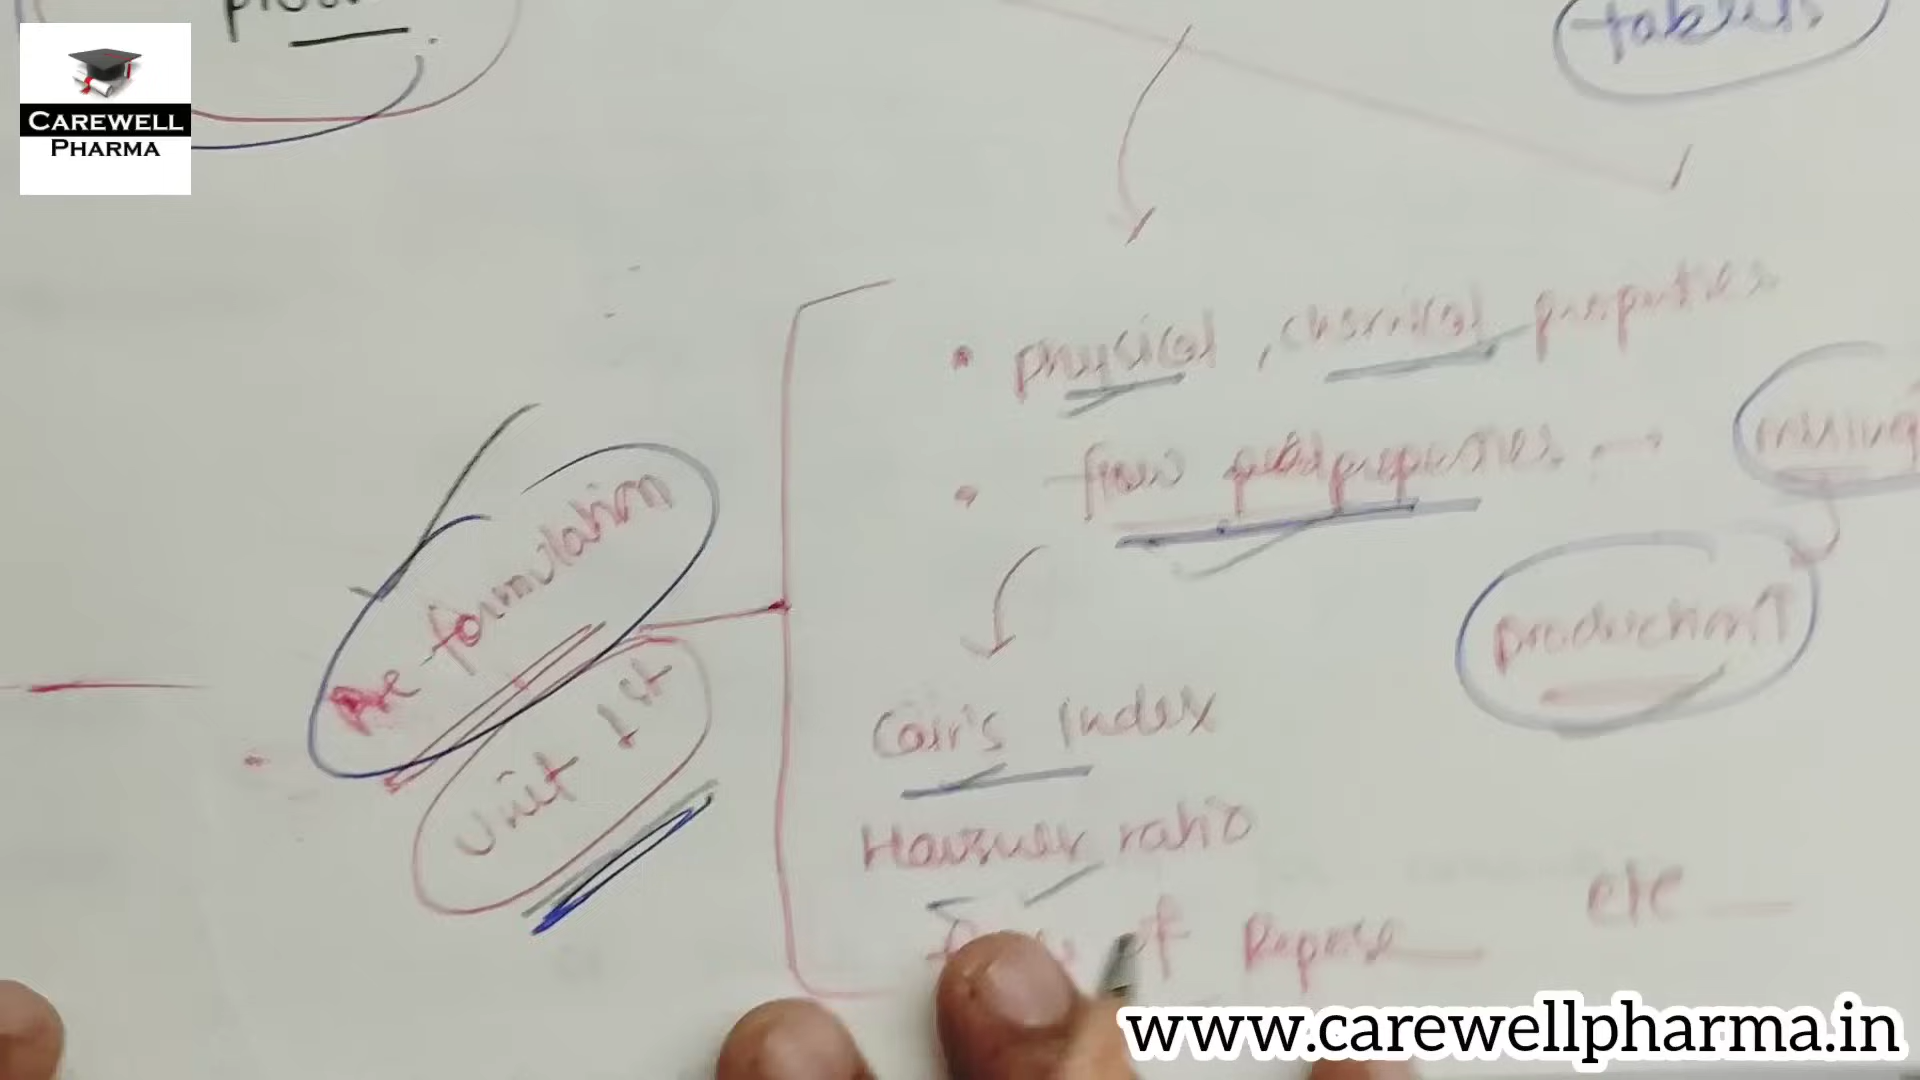 tablets
CAREWELL
PHARMA
• physical, chemical properties
• flow properties →
mixing
Pre-formulation
Unit 1st
production↑
Carr's Index
Hausner ratio
of Repose etc
www.carewellpharma.in